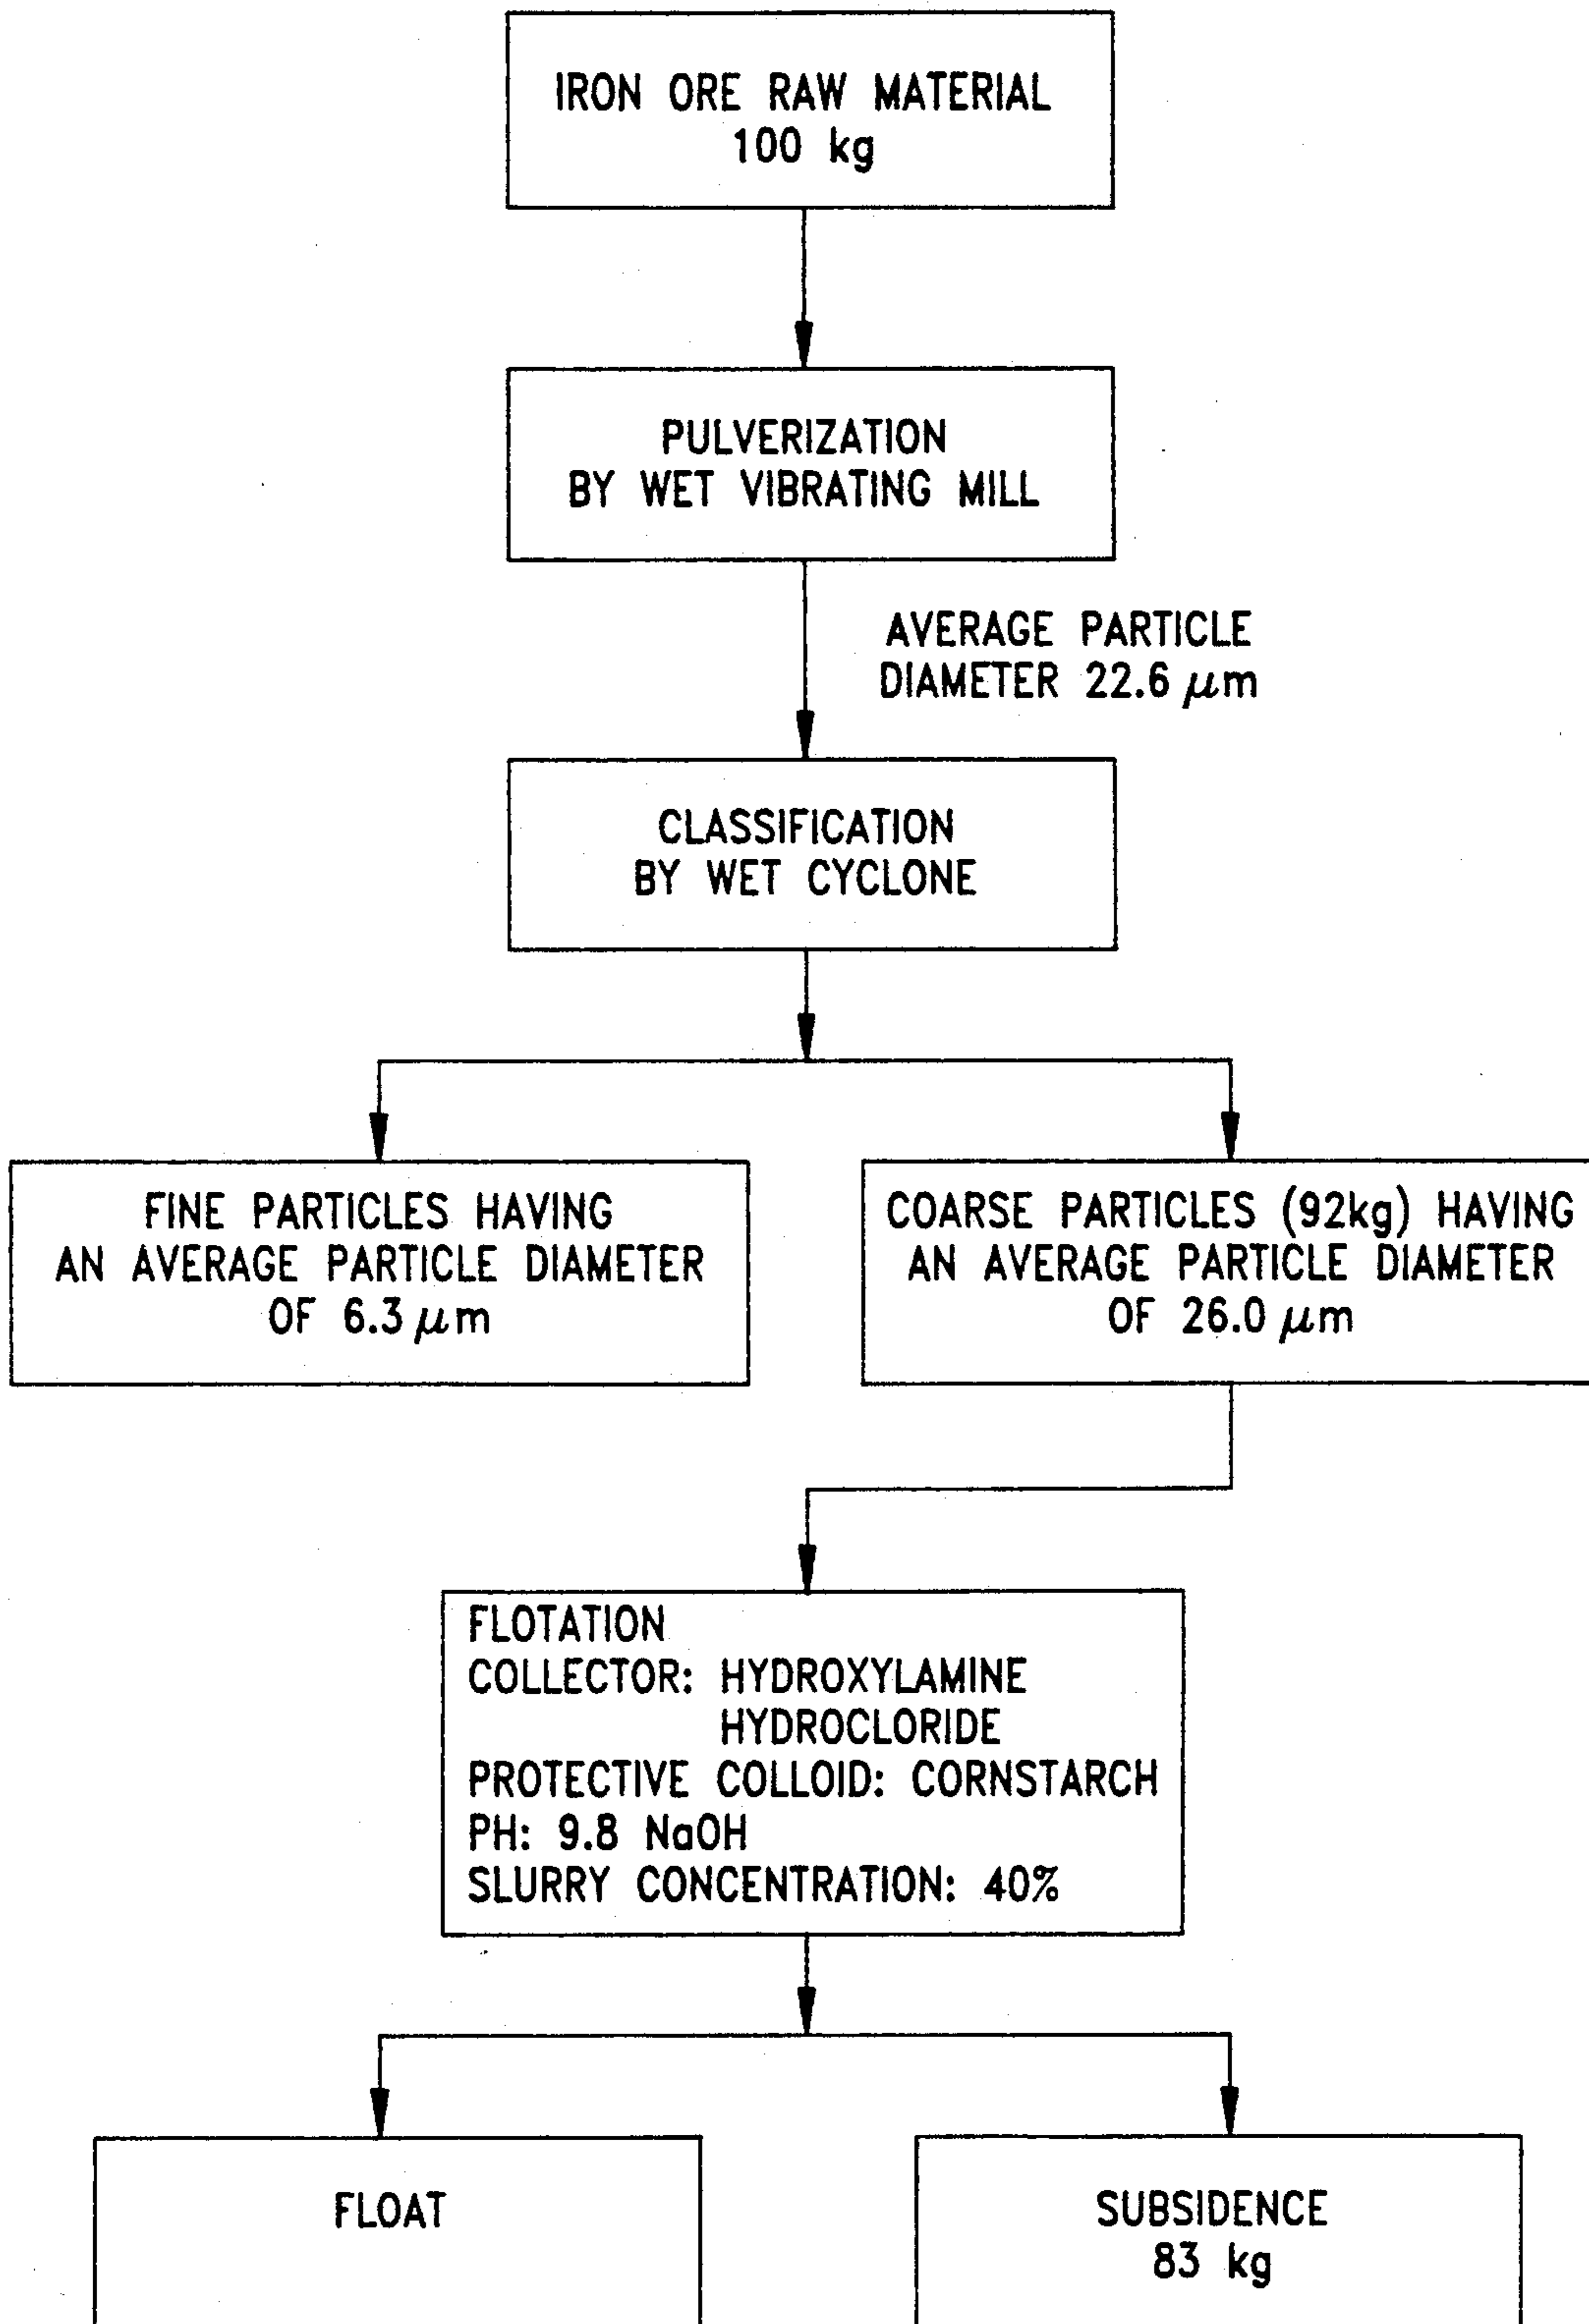 IRON ORE RAW MATERIAL
100 kg
PULVERIZATION
BY WET VIBRATING MILL
AVERAGE PARTICLE
DIAMETER 22.6 μm
CLASSIFICATION
BY WET CYCLONE
FINE PARTICLES HAVING
AN AVERAGE PARTICLE DIAMETER
OF 6.3 μm
COARSE PARTICLES (92kg) HAVING
AN AVERAGE PARTICLE DIAMETER
OF 26.0 μm
FLOTATION
COLLECTOR: HYDROXYLAMINE
HYDROCLORIDE
PROTECTIVE COLLOID: CORNSTARCH
PH: 9.8 NaOH
SLURRY CONCENTRATION: 40%
FLOAT
SUBSIDENCE
83 kg